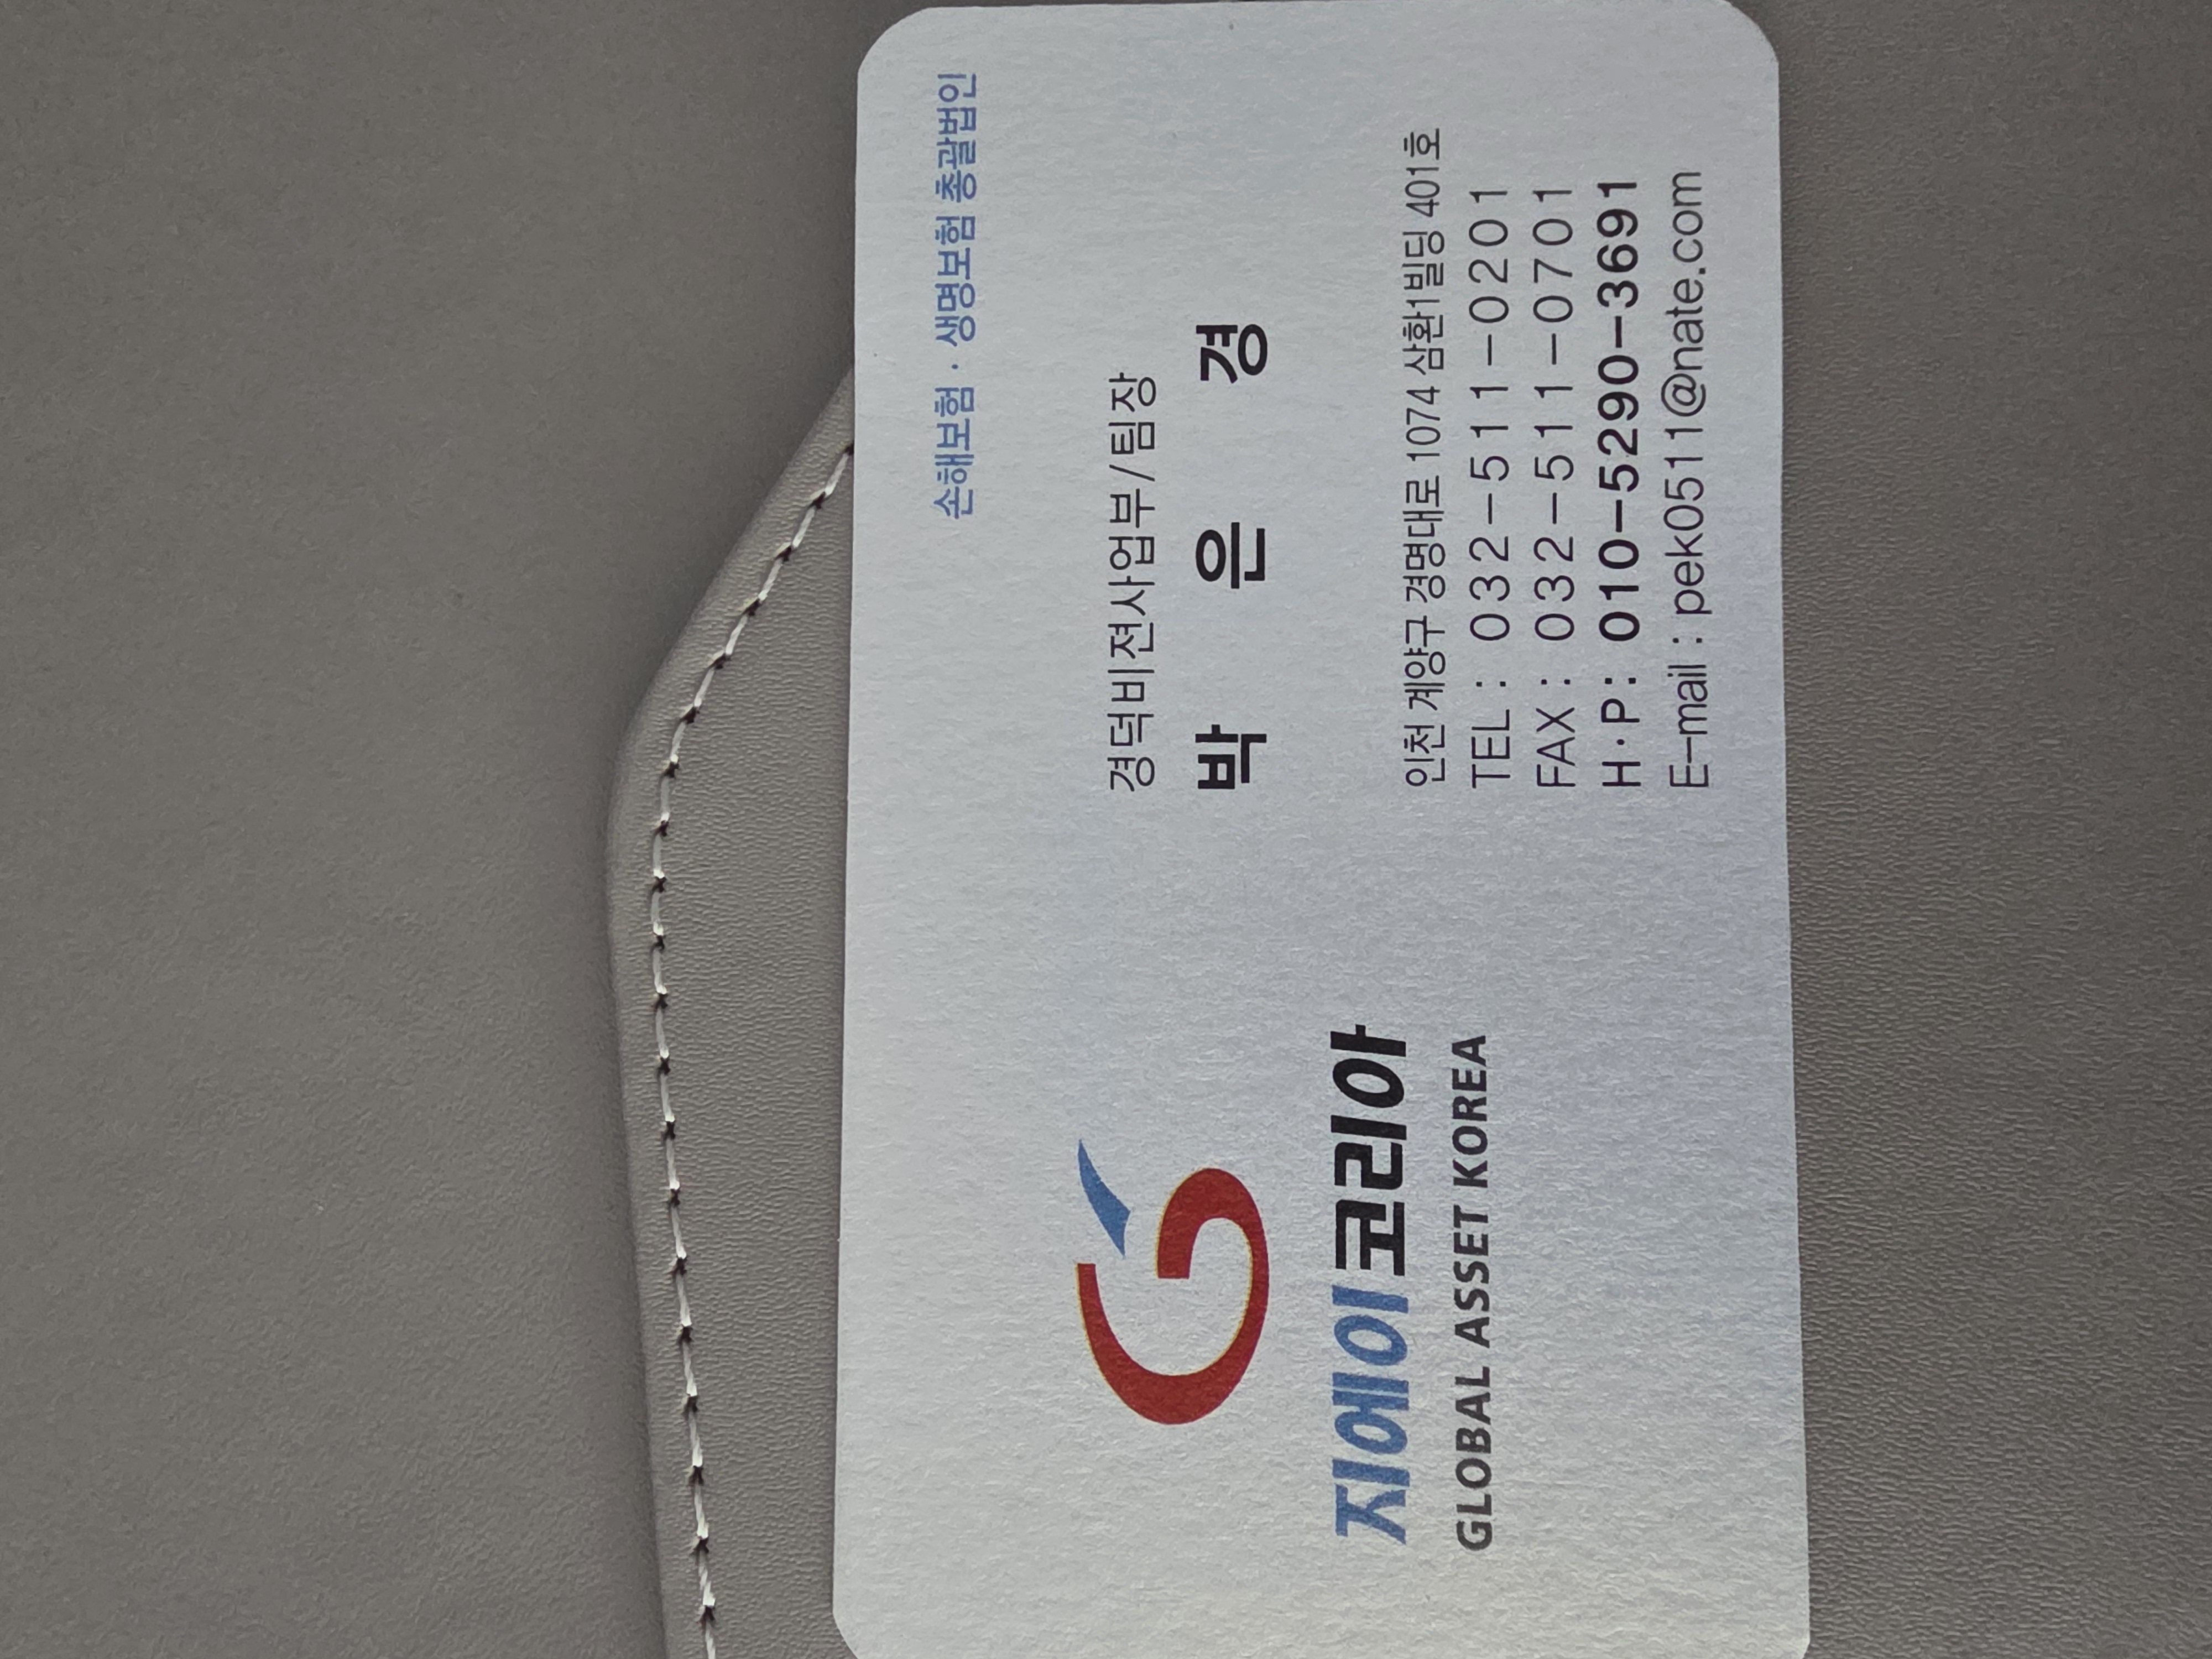 손해보험 · 생명보험 총괄법인
경덕비전사업부/팀장
박 은 경
인천 계양구 경명대로 1074 삼환1빌딩 401호
TEL : 032-511-0201
FAX : 032-511-0701
H·P : 010-5290-3691
E-mail : pek0511@nate.com
지에이코리아
GLOBAL ASSET KOREA